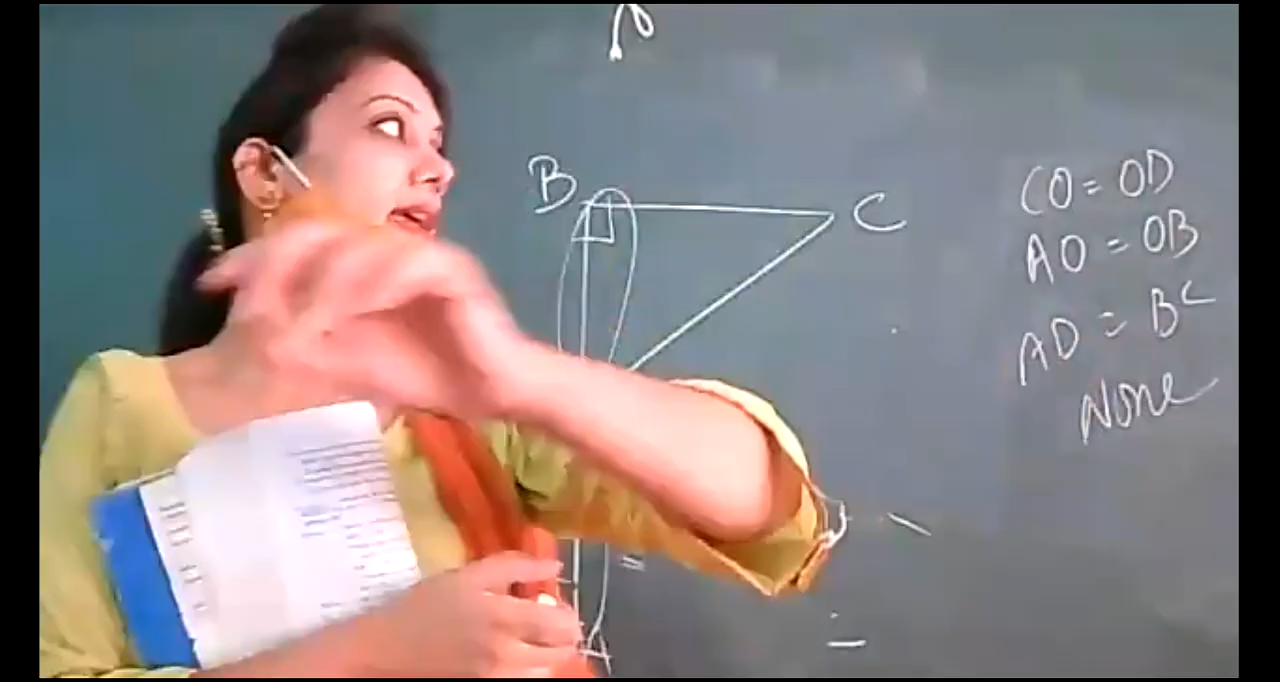 B
C
CO = OD
AO = OB
AD = BC
None